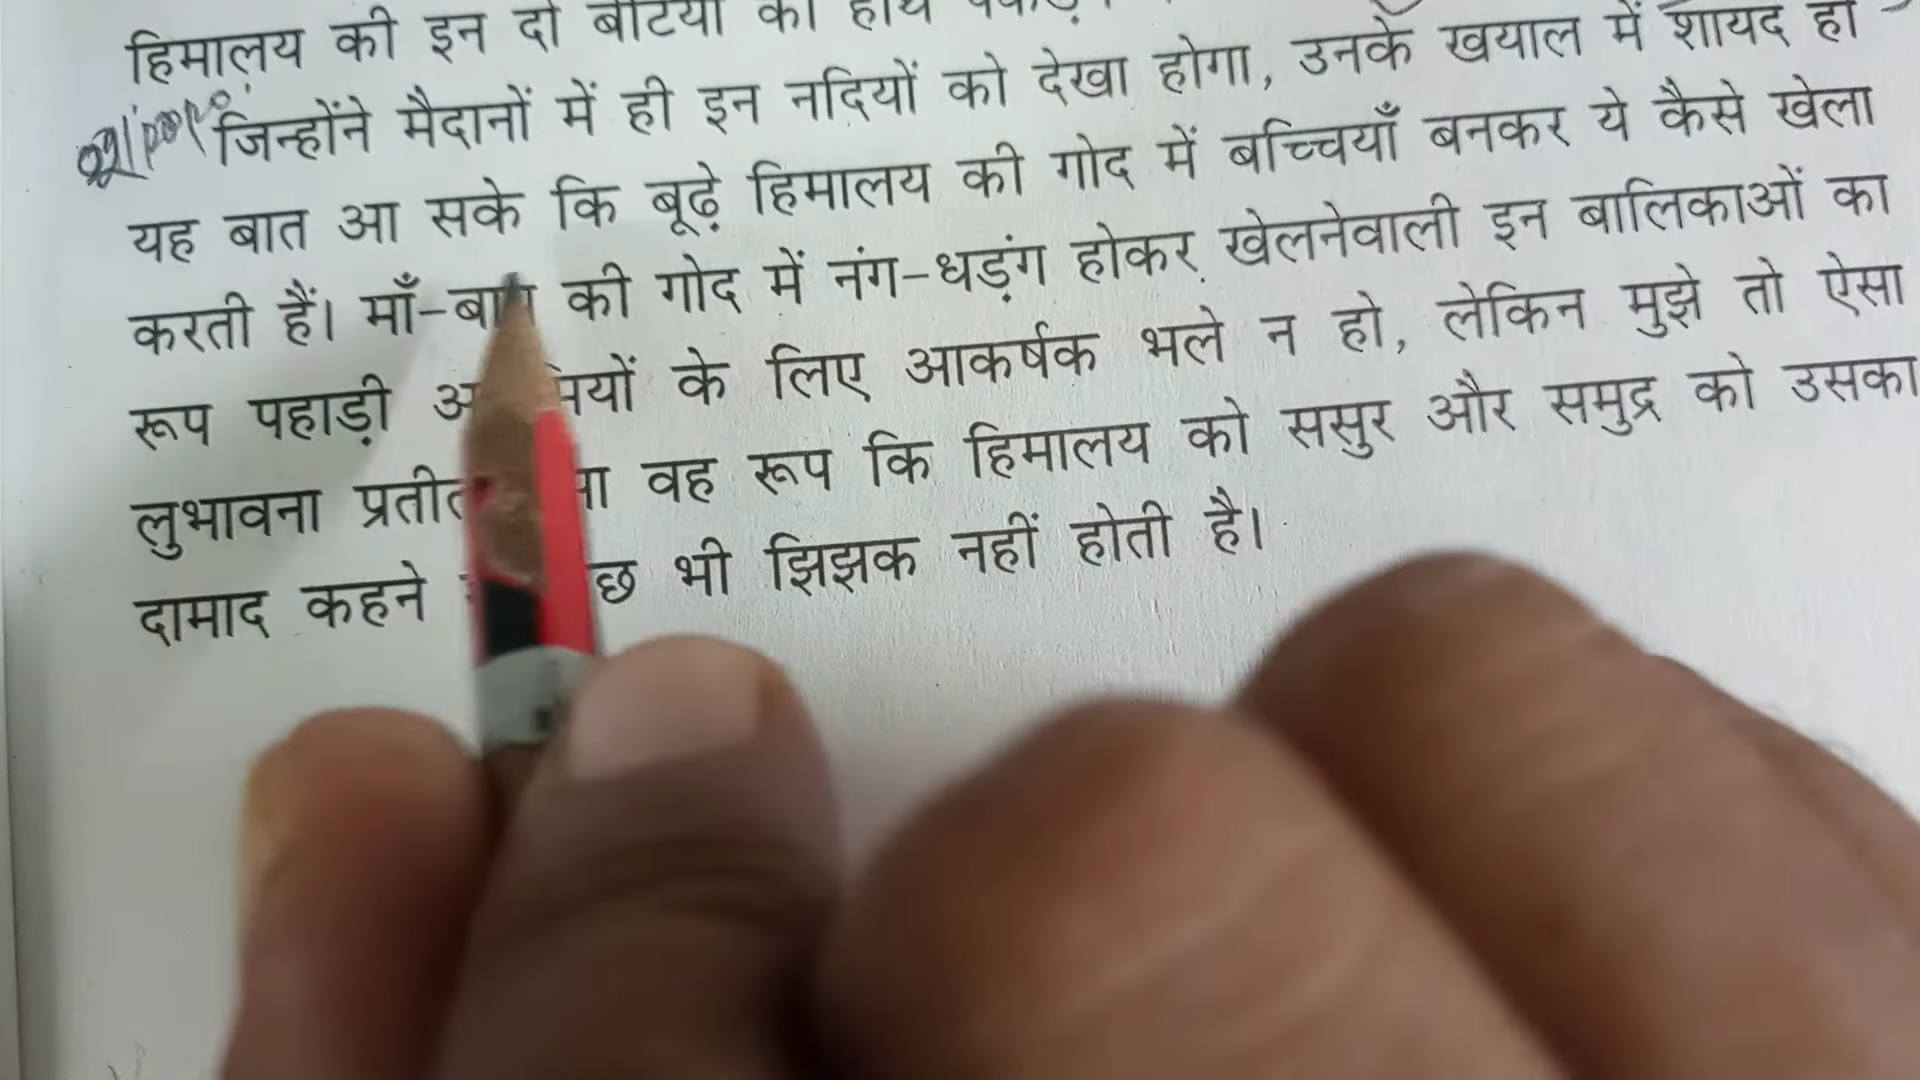 हिमालय की इन दो बेटियों का हाथ
जिन्होंने मैदानों में ही इन नदियों को देखा होगा, उनके खयाल में शायद ही
यह बात आ सके कि बूढ़े हिमालय की गोद में बच्चियाँ बनकर ये कैसे खेला
करती हैं। माँ-बाप की गोद में नंग-धड़ंग होकर खेलनेवाली इन बालिकाओं का
रूप पहाड़ी के लिए आकर्षक भले न हो, लेकिन मुझे तो ऐसा
लुभावना प्रतीत वह रूप कि हिमालय को ससुर और समुद्र को उसका
दामाद कहने भी झिझक नहीं होती है।